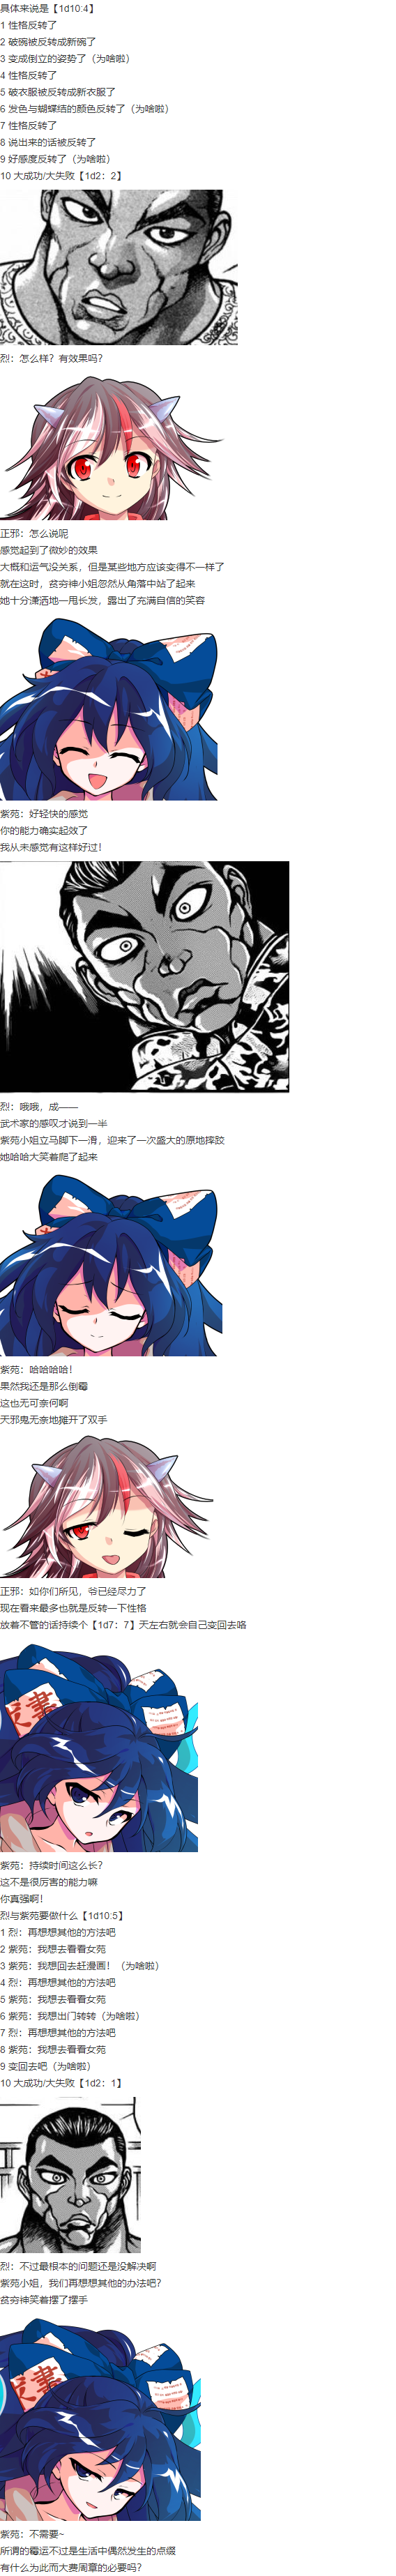 具体来说是【1d10:4】
1 性格反转了
2 破碗被反转成新碗了
3 变成倒立的姿势了（为啥啦）
4 性格反转了
5 破衣服被反转成新衣服了
6 发色与蝴蝶结的颜色反转了（为啥啦）
7 性格反转了
8 说出来的话被反转了
9 好感度反转了（为啥啦）
10 大成功/大失败【1d2：2】
烈：怎么样？有效果吗？
正邪：怎么说呢
感觉起到了微妙的效果
大概和运气没关系，但是某些地方应该变得不一样了
就在这时，贫穷神小姐忽然从角落中站了起来
她十分潇洒地一甩长发，露出了充满自信的笑容
紫苑：好轻快的感觉
你的能力确实起效了
我从未感觉有这样好过！
烈：哦哦，成——
武术家的感叹才说到一半
紫苑小姐立马脚下一滑，迎来了一次盛大的原地摔跤
她哈哈大笑着爬了起来
紫苑：哈哈哈哈！
果然我还是那么倒霉
这也无可奈何啊
天邪鬼无奈地摊开了双手
正邪：如你们所见，爷已经尽力了
现在看来最多也就是反转一下性格
放着不管的话持续个【1d7：7】天左右就会自己变回去咯
紫苑：持续时间这么长？
这不是很厉害的能力嘛
你真强啊！
烈与紫苑要做什么【1d10:5】
1 烈：再想想其他的方法吧
2 紫苑：我想去看看女苑
3 紫苑：我想回去赶漫画！（为啥啦）
4 烈：再想想其他的方法吧
5 紫苑：我想去看看女苑
6 紫苑：我想出门转转（为啥啦）
7 烈：再想想其他的方法吧
8 紫苑：我想去看看女苑
9 变回去吧（为啥啦）
10 大成功/大失败【1d2：1】
烈：不过最根本的问题还是没解决啊
紫苑小姐，我们再想想其他的办法吧？
贫穷神笑着摆了摆手
紫苑：不需要~
所谓的霉运不过是生活中偶然发生的点缀
有什么为此而大费周章的必要吗？